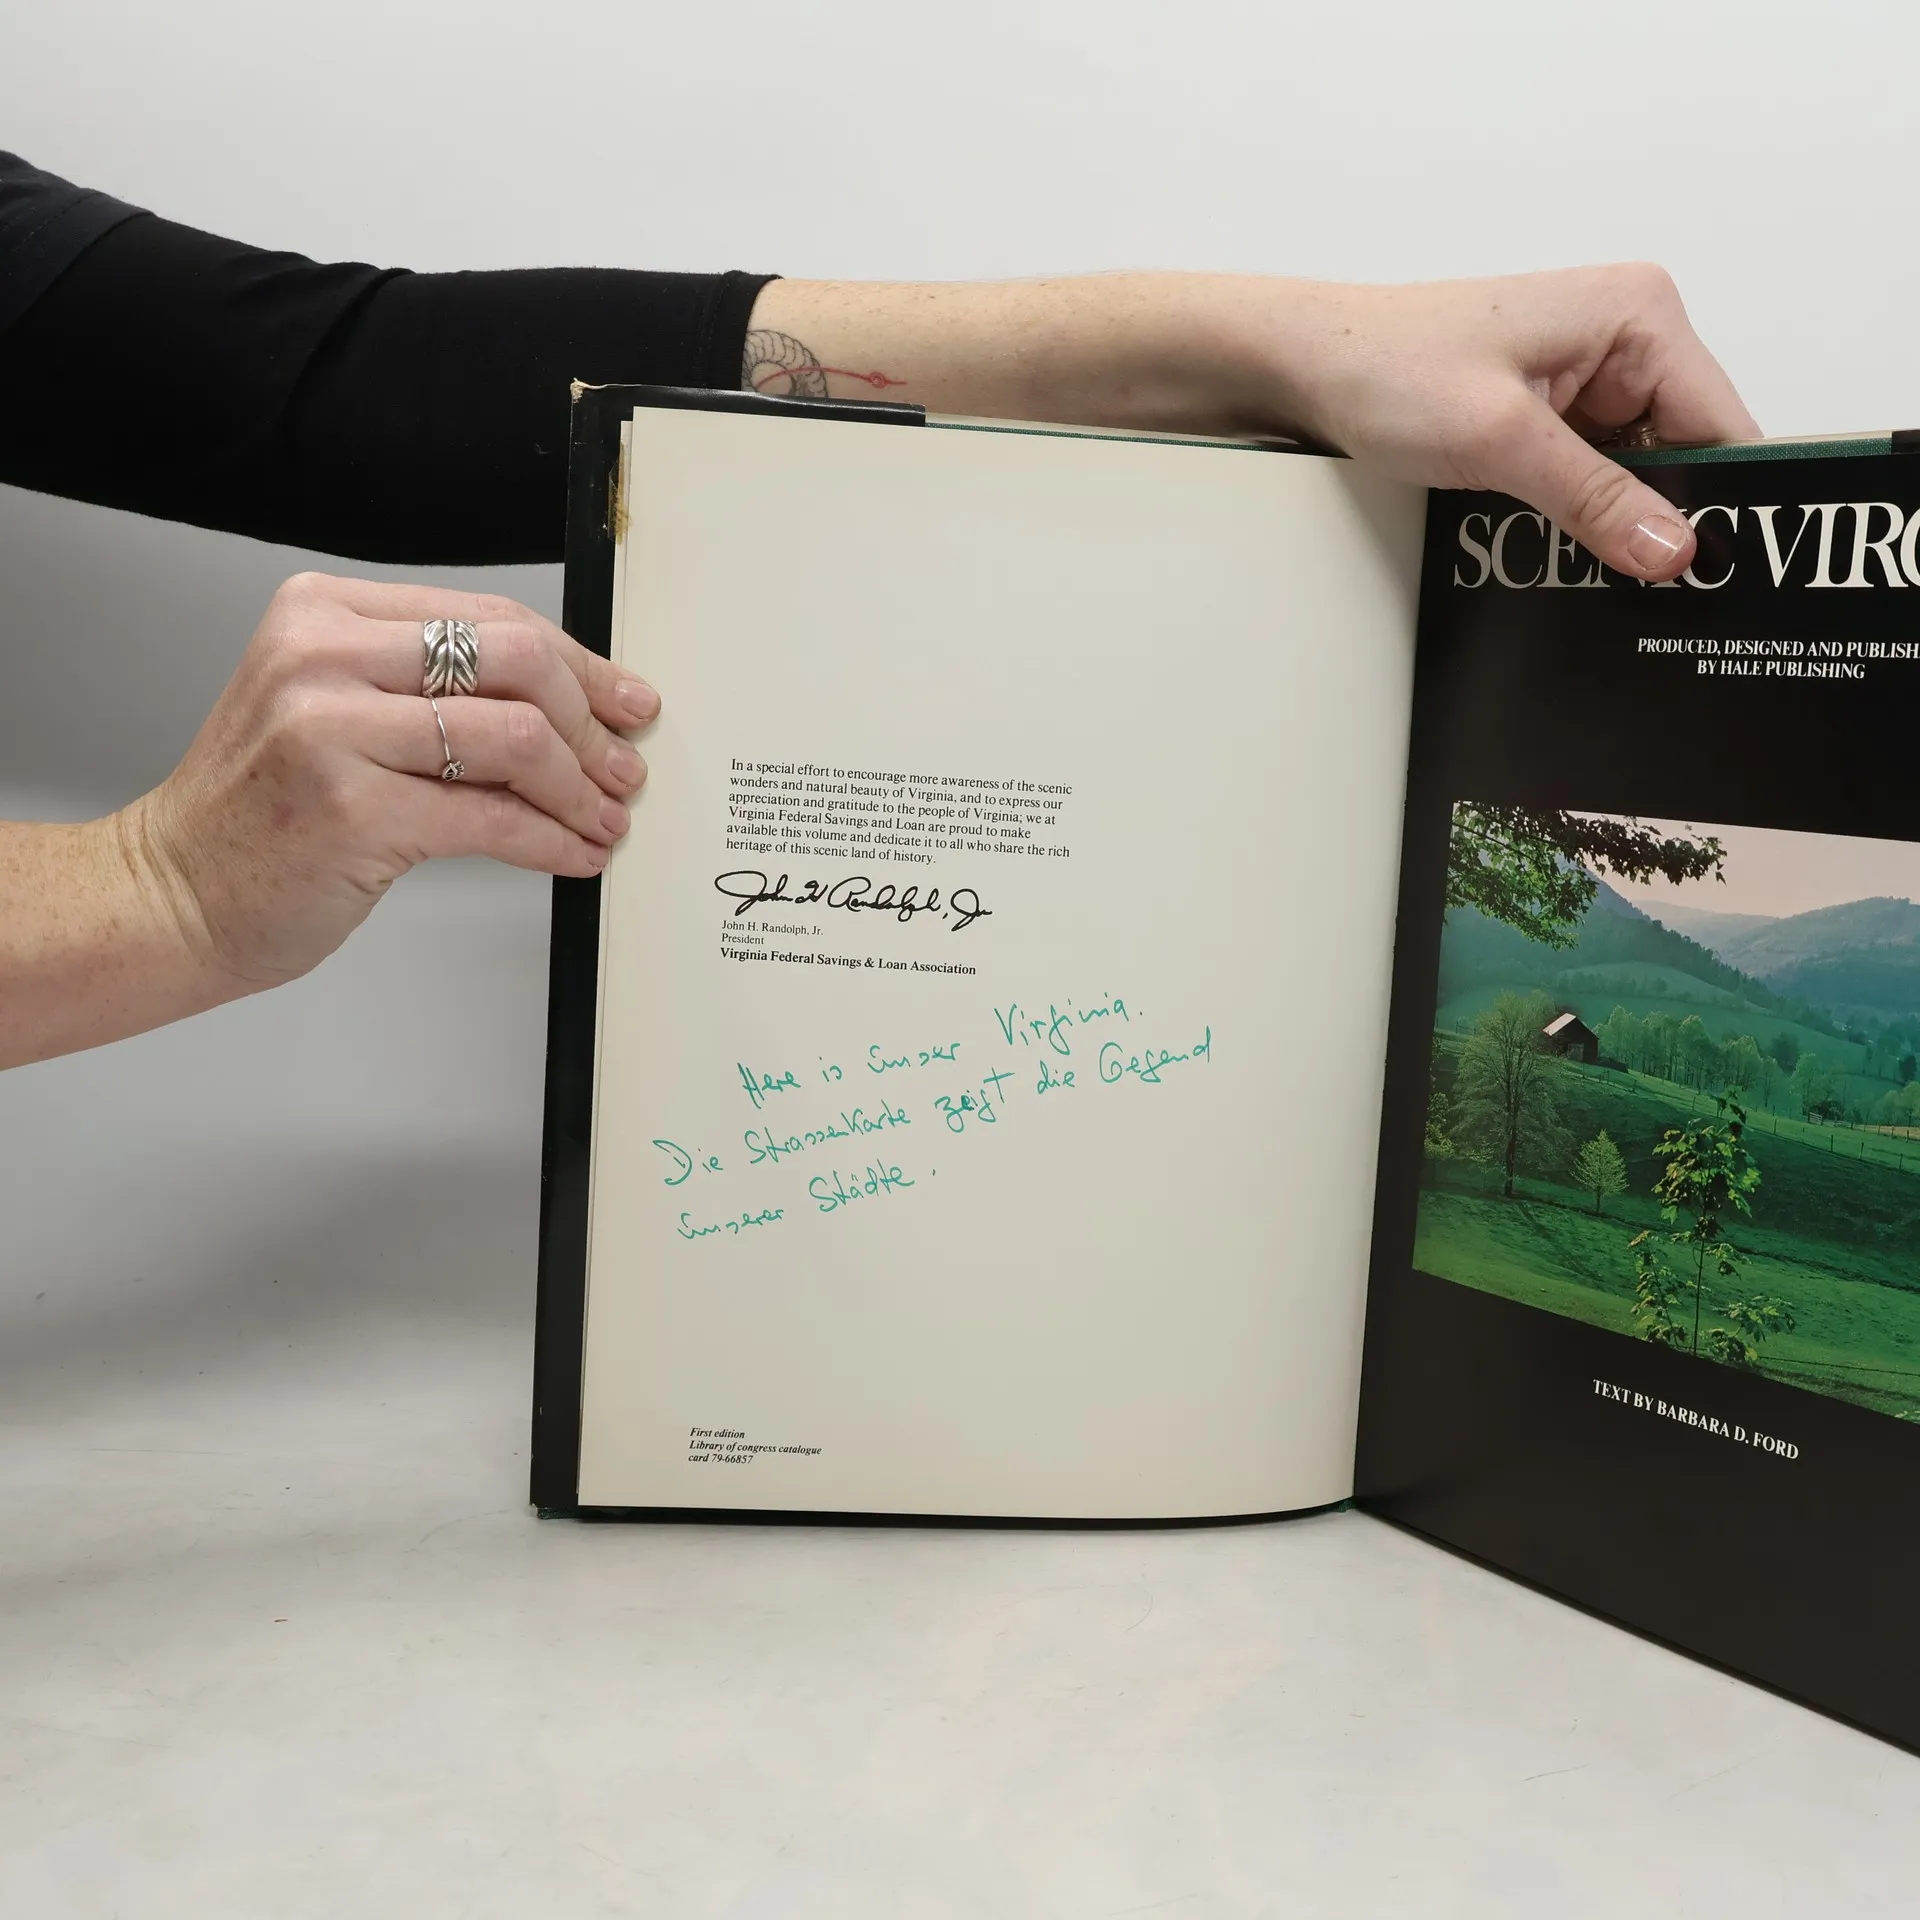 In a special effort to encourage more awareness of the scenic
wonders and natural beauty of Virginia, and to express our
appreciation and gratitude to the people of Virginia; we at
Virginia Federal Savings and Loan are proud to make
available this volume and dedicate it to all who share the rich
heritage of this scenic land of history.
John H Randolph, Jr
John H. Randolph, Jr.
President
Virginia Federal Savings & Loan Association
Here is ünser Virginia.
Die Strassenkarte zeigt die Gegend
ünserer Städte.
First edition
Library of congress catalogue
card 79-66857
SCENIC VIRG
PRODUCED, DESIGNED AND PUBLISH
BY HALE PUBLISHING
TEXT BY BARBARA D. FORD